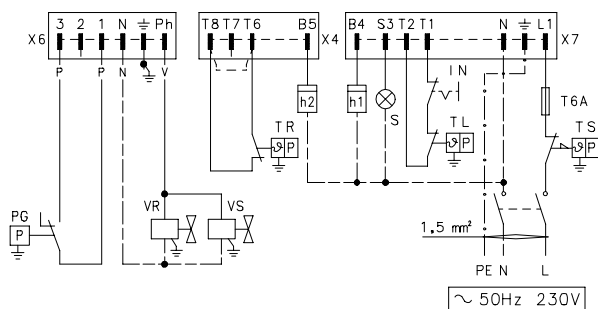 3 2 1 N Ph
T8 T7 T6 B5
B4 S3 T2 T1 N L1
X6 X4 X7
P P N V
IN
h2 h1
T6A
S
TR
ϑ P
TL
ϑ P
TS
ϑ P
PG
P
VR VS
1,5 mm²
PE N L
~ 50Hz 230V